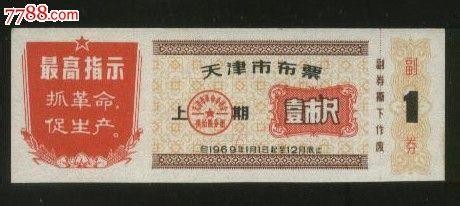 7788.com
最高指示
抓革命,
促生产。
天津市布票
上 期
壹市尺
自1969年1月1日起至12月底止
副券撕下作废
副
1
券